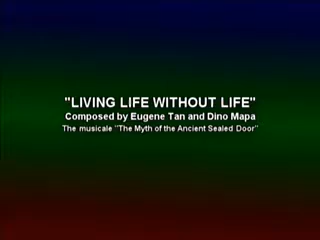 "LIVING LIFE WITHOUT LIFE"
Composed by Eugene Tan and Dino Mapa
The musicale "The Myth of the Ancient Sealed Door"